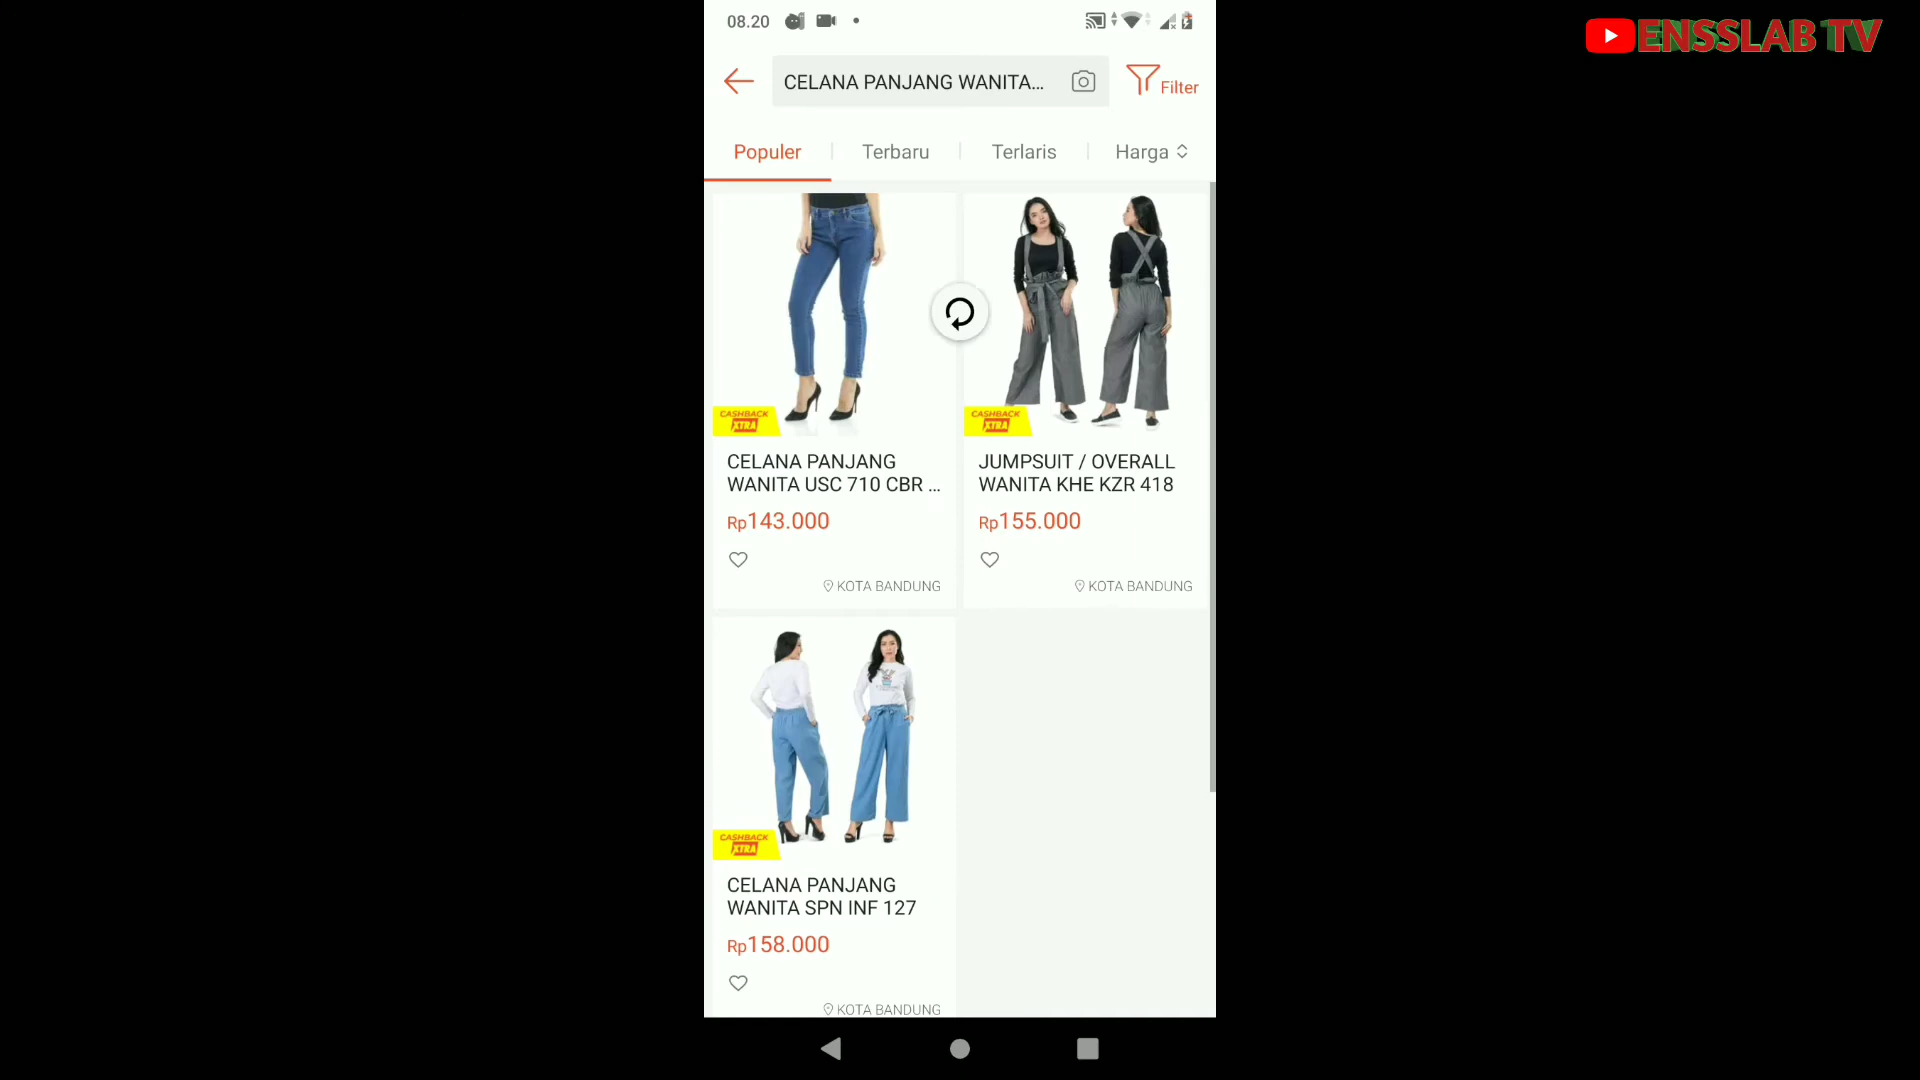 08.20
ENSSLAB TV
CELANA PANJANG WANITA...
Filter
Populer
Terbaru
Terlaris
Harga
CASHBACK
XTRA
CASHBACK
XTRA
CELANA PANJANG
WANITA USC 710 CBR ...
Rp143.000
KOTA BANDUNG
JUMPSUIT / OVERALL
WANITA KHE KZR 418
Rp155.000
KOTA BANDUNG
CASHBACK
XTRA
CELANA PANJANG
WANITA SPN INF 127
Rp158.000
KOTA BANDUNG